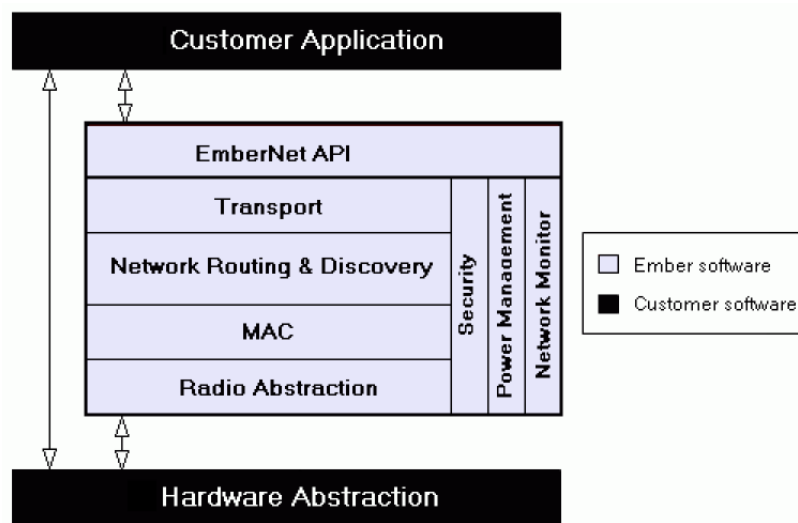 Customer Application
EmberNet API
Transport
Network Routing & Discovery
MAC
Radio Abstraction
Security
Power Management
Network Monitor
Ember software
Customer software
Hardware Abstraction